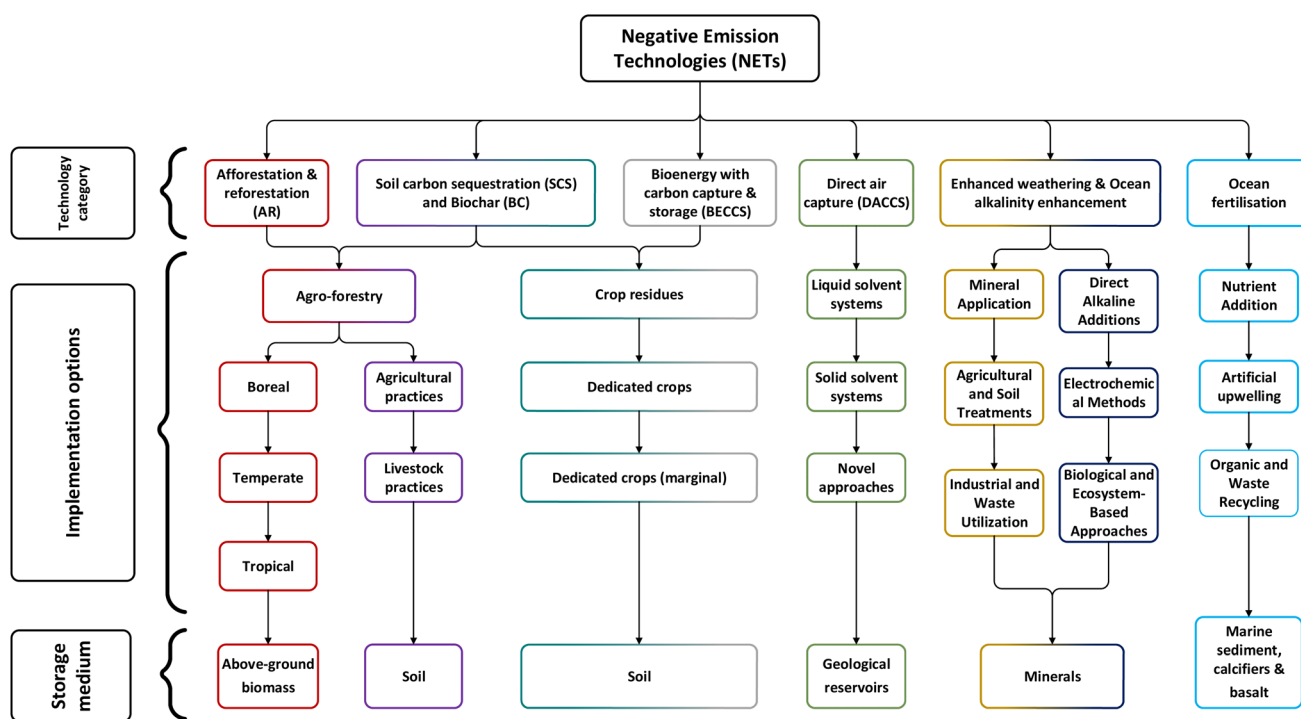 Negative Emission
Technologies (NETs)
Technology
category
Afforestation &
reforestation
(AR)
Soil carbon sequestration (SCS)
and Biochar (BC)
Bioenergy with
carbon capture &
storage (BECCS)
Direct air
capture (DACCS)
Enhanced weathering & Ocean
alkalinity enhancement
Ocean
fertilisation
Implementation options
Agro-forestry
Crop residues
Liquid solvent
systems
Mineral
Application
Direct
Alkaline
Additions
Nutrient
Addition
Boreal
Agricultural
practices
Dedicated crops
Solid solvent
systems
Agricultural
and Soil
Treatments
Electrochemic
al Methods
Artificial
upwelling
Temperate
Livestock
practices
Dedicated crops (marginal)
Novel
approaches
Industrial and
Waste
Utilization
Biological and
Ecosystem-
Based
Approaches
Organic and
Waste
Recycling
Tropical
Storage
medium
Above-ground
biomass
Soil
Soil
Geological
reservoirs
Minerals
Marine
sediment,
calcifiers &
basalt